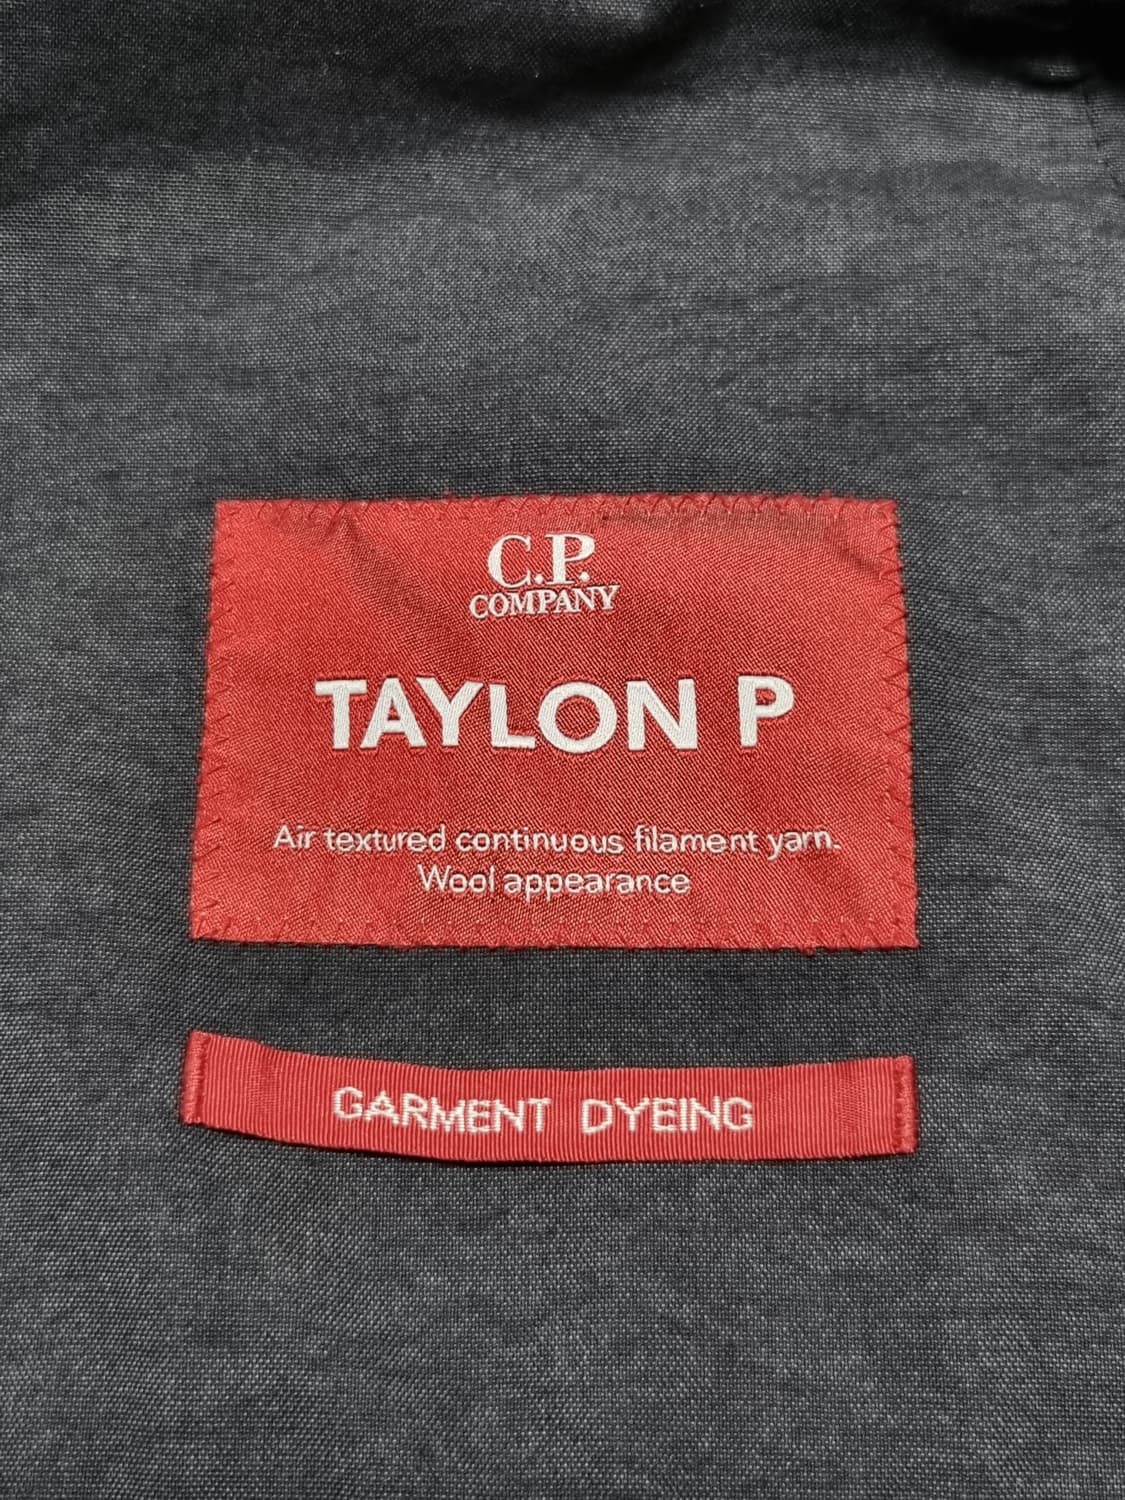 C.P.
COMPANY
TAYLON P
Air textured continuous filament yarn.
Wool appearance
GARMENT DYEING